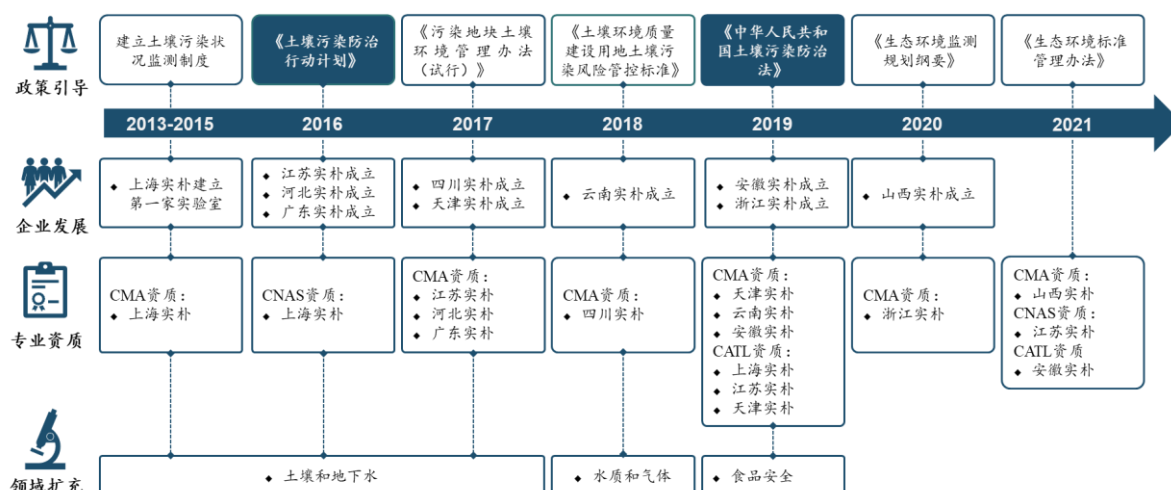 政策引导
建立土壤污染状
况监测制度
《土壤污染防治
行动计划》
《污染地块土壤
环境管理办法
（试行）》
《土壤环境质量
建设用地土壤污
染风险管控标准》
《中华人民共和
国土壤污染防治
法》
《生态环境监测
规划纲要》
《生态环境标准
管理办法》
2013-2015
2016
2017
2018
2019
2020
2021
企业发展
◆ 上海实朴建立
第一家实验室
◆ 江苏实朴成立
◆ 河北实朴成立
◆ 广东实朴成立
◆ 四川实朴成立
◆ 天津实朴成立
◆ 云南实朴成立
◆ 安徽实朴成立
◆ 浙江实朴成立
◆ 山西实朴成立
专业资质
CMA资质：
◆ 上海实朴
CNAS资质：
◆ 上海实朴
CMA资质：
◆ 江苏实朴
◆ 河北实朴
◆ 广东实朴
CMA资质：
◆ 四川实朴
CMA资质：
◆ 天津实朴
◆ 云南实朴
◆ 安徽实朴
CATL资质：
◆ 上海实朴
◆ 江苏实朴
◆ 天津实朴
CMA资质：
◆ 浙江实朴
CMA资质：
◆ 山西实朴
CNAS资质：
◆ 江苏实朴
CATL资质
◆ 安徽实朴
领域扩充
◆ 土壤和地下水
◆ 水质和气体
◆ 食品安全